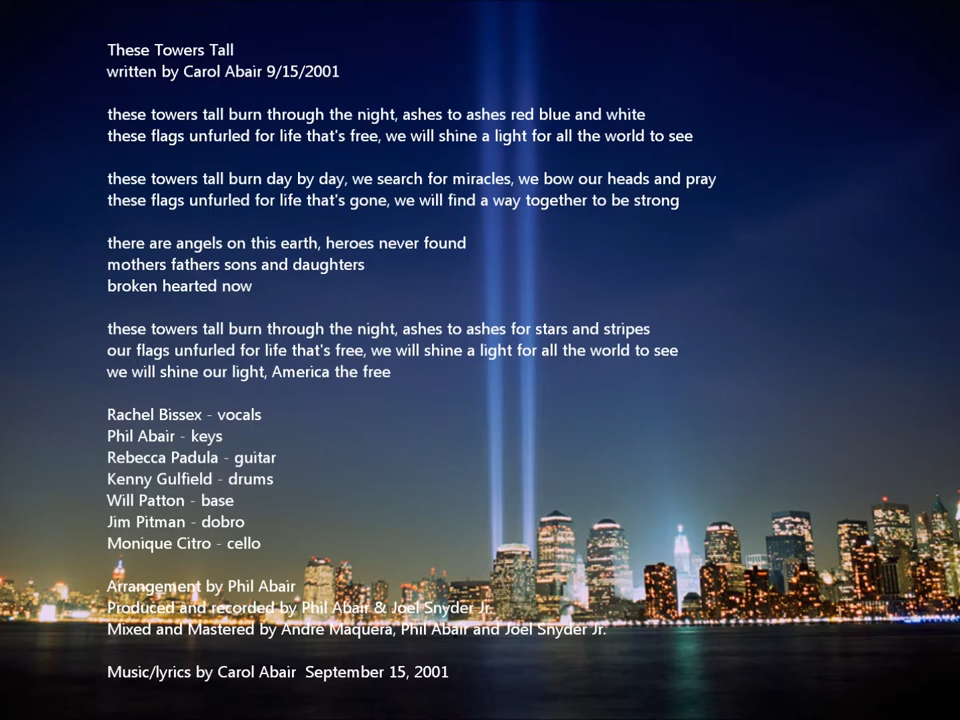 These Towers Tall
written by Carol Abair 9/15/2001
these towers tall burn through the night, ashes to ashes red blue and white
these flags unfurled for life that's free, we will shine a light for all the world to see
these towers tall burn day by day, we search for miracles, we bow our heads and pray
these flags unfurled for life that's gone, we will find a way together to be strong
there are angels on this earth, heroes never found
mothers fathers sons and daughters
broken hearted now
these towers tall burn through the night, ashes to ashes for stars and stripes
our flags unfurled for life that's free, we will shine a light for all the world to see
we will shine our light, America the free
Rachel Bissex - vocals
Phil Abair - keys
Rebecca Padula - guitar
Kenny Gulfield - drums
Will Patton - base
Jim Pitman - dobro
Monique Citro - cello
Arrangement by Phil Abair
Produced and recorded by Phil Abair & Joel Snyder Jr.
Mixed and Mastered by Andre Maquera, Phil Abair and Joel Snyder Jr.
Music/lyrics by Carol Abair  September 15, 2001